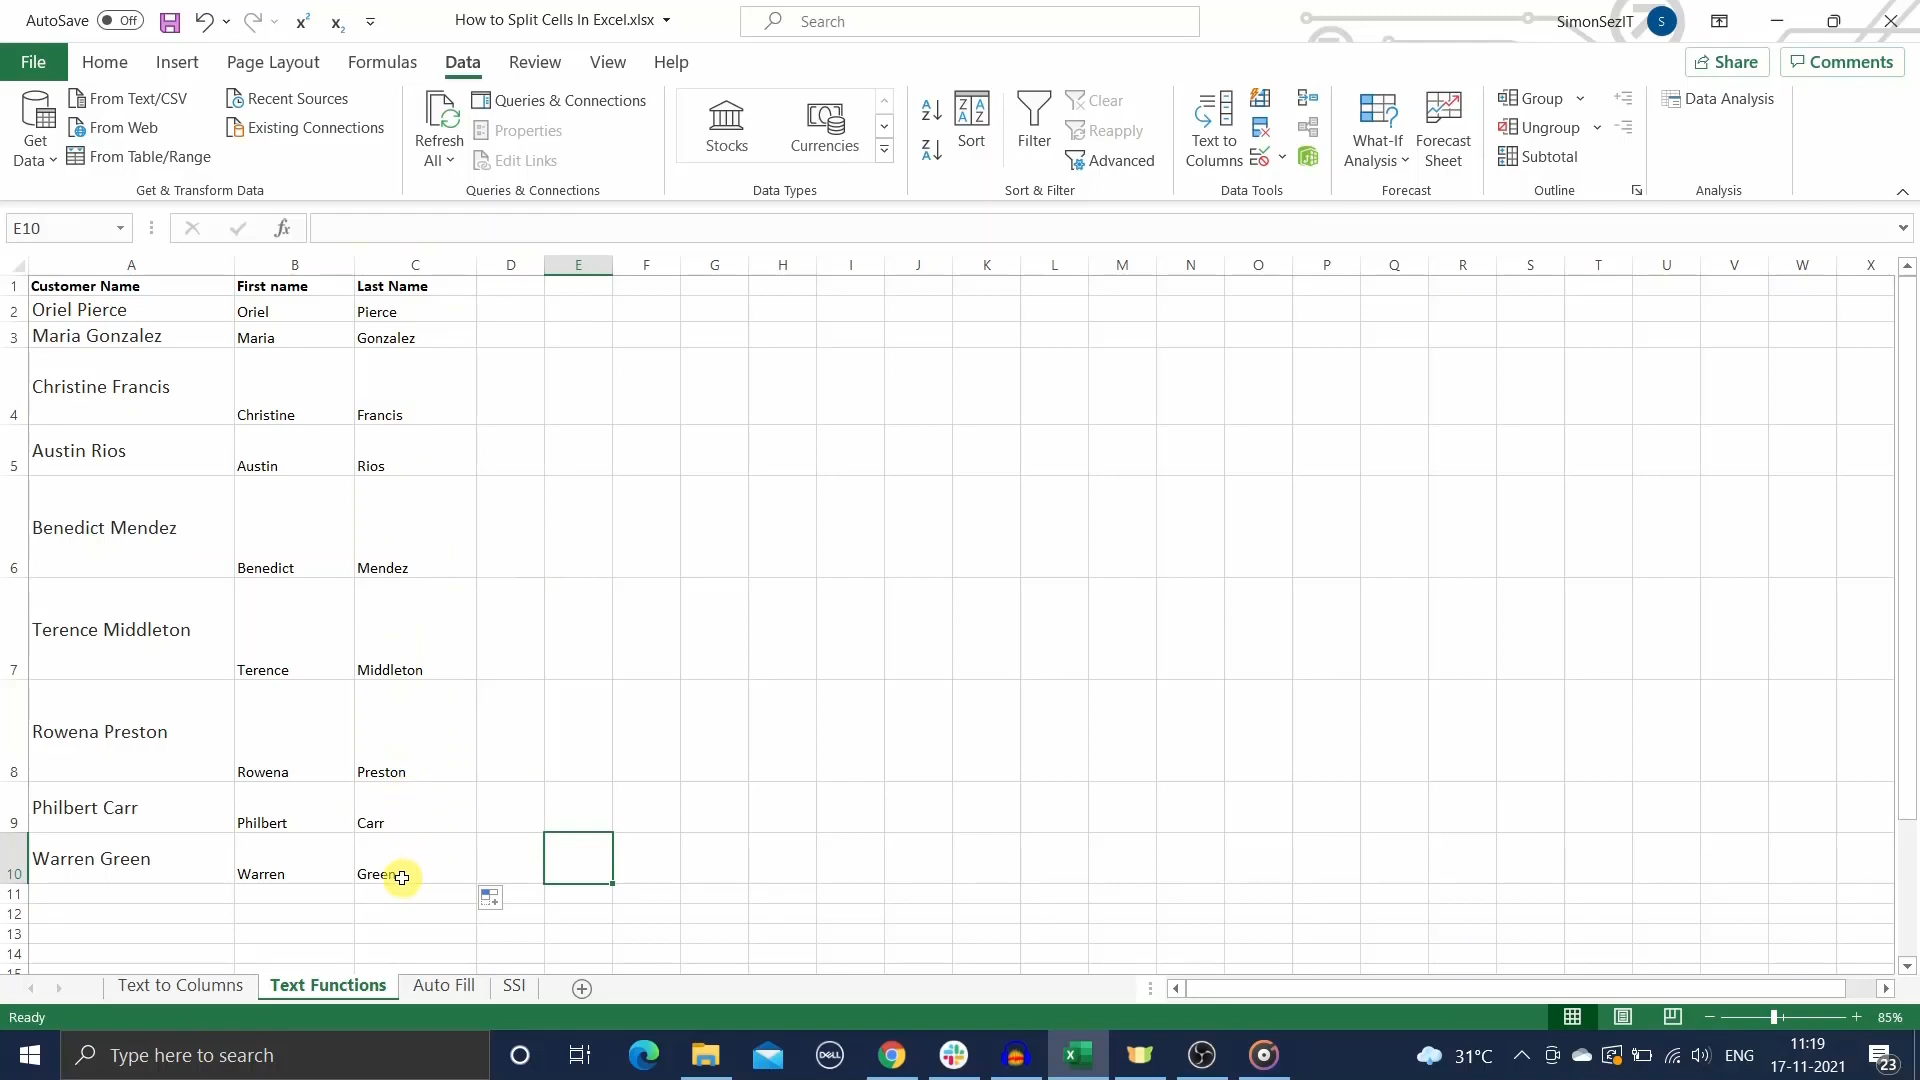 AutoSave Off How to Split Cells In Excel.xlsx Search SimonSezIT S
File Home Insert Page Layout Formulas Data Review View Help Share Comments
Get Data
From Text/CSV
From Web
From Table/Range
Recent Sources
Existing Connections
Get & Transform Data
Refresh All
Queries & Connections
Properties
Edit Links
Queries & Connections
Stocks
Currencies
Data Types
Sort
Filter
Clear
Reapply
Advanced
Sort & Filter
Text to Columns
Data Tools
What-If Analysis
Forecast Sheet
Forecast
Group
Ungroup
Subtotal
Outline
Data Analysis
Analysis
E10 fx
A B C D E F G H I J K L M N O P Q R S T U V W X
1 Customer Name First name Last Name
2 Oriel Pierce Oriel Pierce
3 Maria Gonzalez Maria Gonzalez
4 Christine Francis Christine Francis
5 Austin Rios Austin Rios
6 Benedict Mendez Benedict Mendez
7 Terence Middleton Terence Middleton
8 Rowena Preston Rowena Preston
9 Philbert Carr Philbert Carr
10 Warren Green Warren Green
11
12
13
14
15
Text to Columns Text Functions Auto Fill SSI
Ready 85%
Type here to search DELL 31°C ENG 11:19
17-11-2021 23